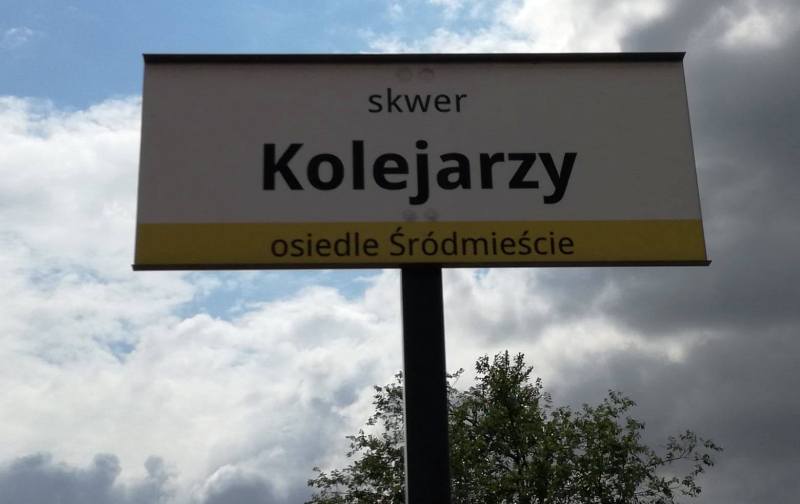 skwer
Kolejarzy
osiedle Śródmieście